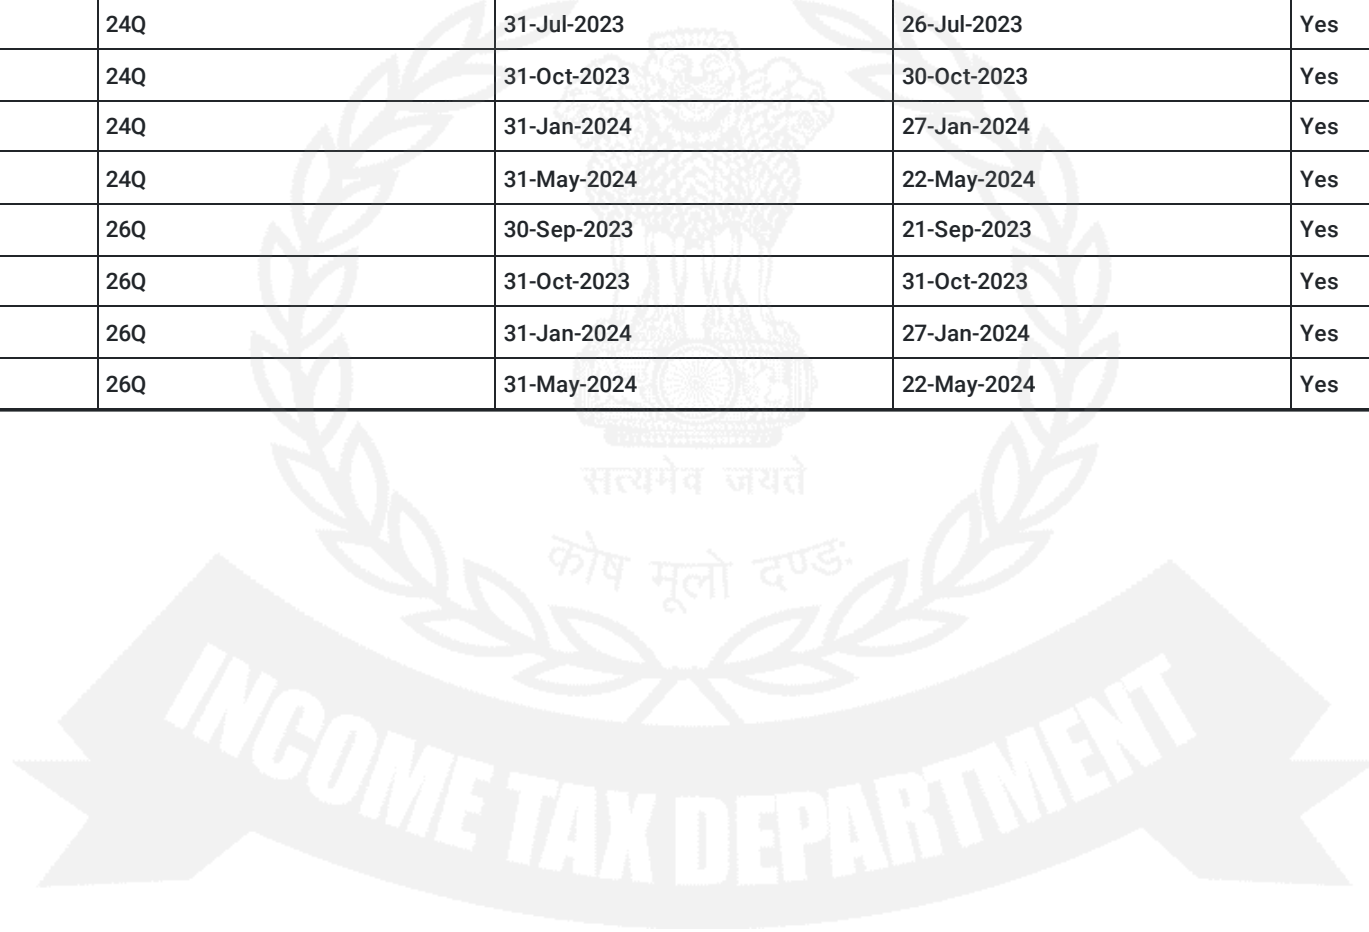 24Q 31-Jul-2023 26-Jul-2023 Yes
24Q 31-Oct-2023 30-Oct-2023 Yes
24Q 31-Jan-2024 27-Jan-2024 Yes
24Q 31-May-2024 22-May-2024 Yes
26Q 30-Sep-2023 21-Sep-2023 Yes
26Q 31-Oct-2023 31-Oct-2023 Yes
26Q 31-Jan-2024 27-Jan-2024 Yes
26Q 31-May-2024 22-May-2024 Yes
सत्यमेव जयते
कोष मूलो दण्डः
INCOME TAX DEPARTMENT